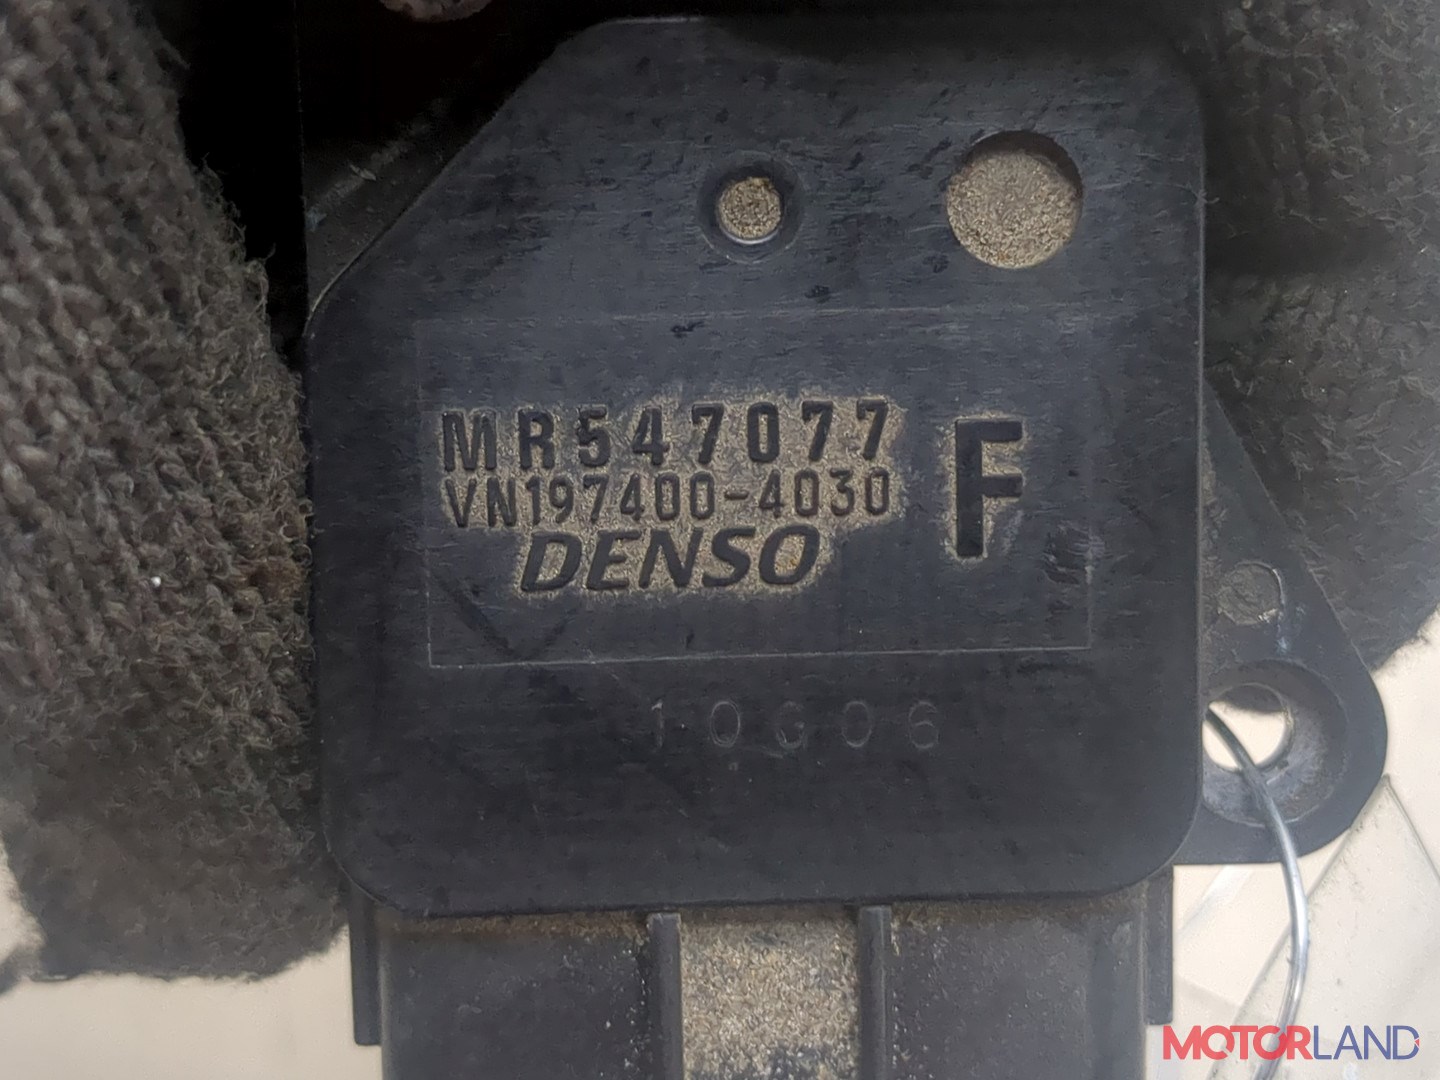 MR547077
VN197400-4030
F
DENSO
10G06
MOTORLAND